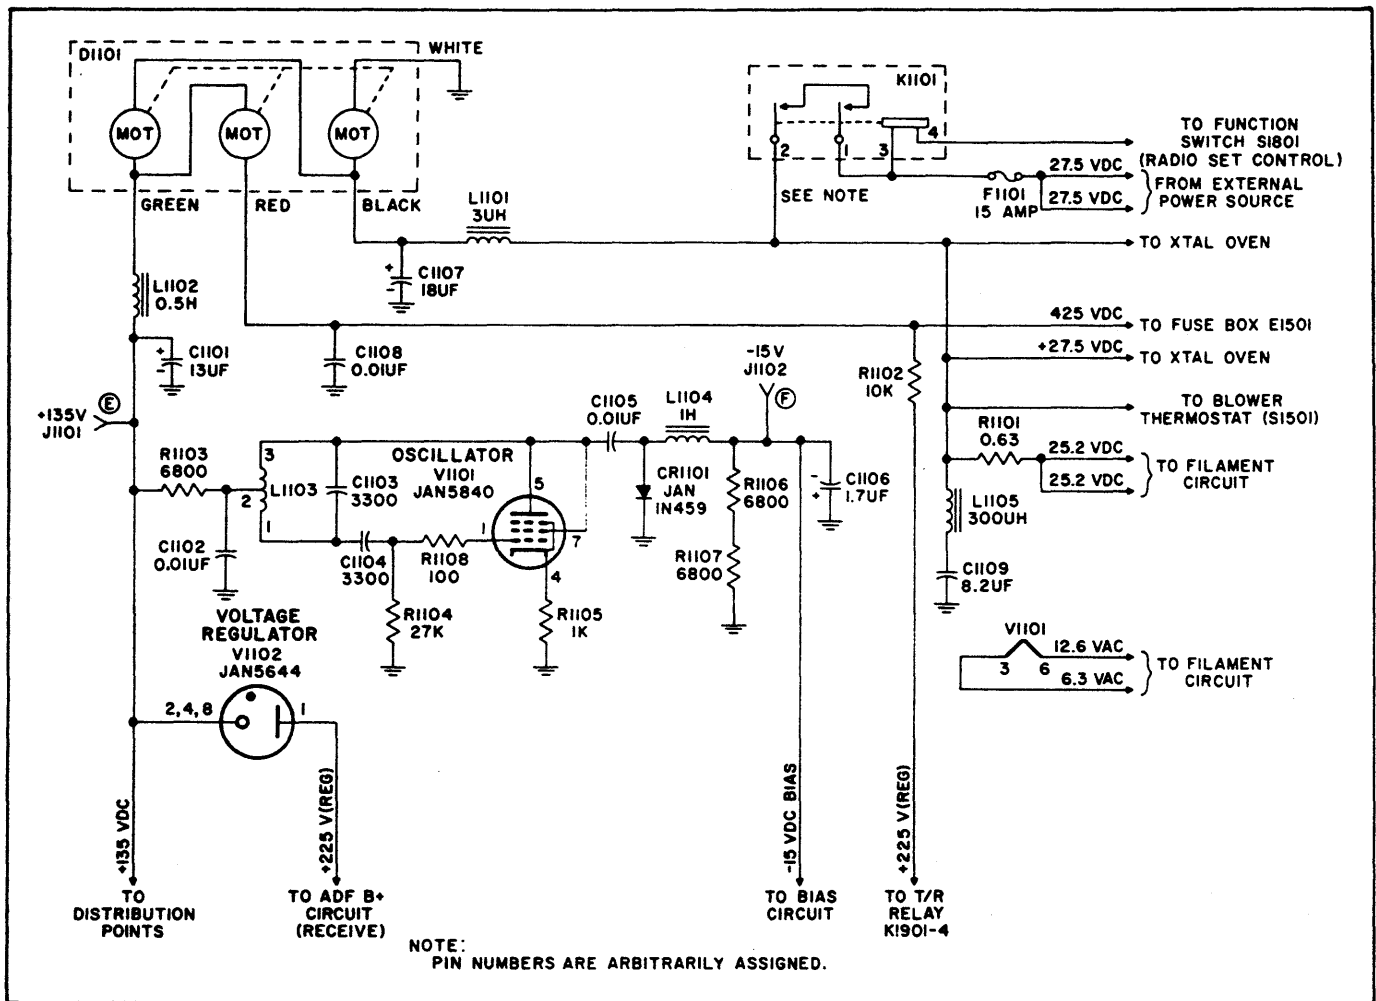 D1101
WHITE
MOT
MOT
MOT
GREEN
RED
BLACK
K1101
2
1
3
4
SEE NOTE
TO FUNCTION
SWITCH S1801
(RADIO SET CONTROL)
27.5 VDC
27.5 VDC
FROM EXTERNAL
POWER SOURCE
F1101
15 AMP
L1101
3UH
TO XTAL OVEN
C1107
18UF
+
-
L1102
0.5H
+
-
C1101
13UF
C1108
0.01UF
425 VDC
TO FUSE BOX E1501
+27.5 VDC
TO XTAL OVEN
R1102
10K
-15V
J1102
F
+135V
J1101
E
TO BLOWER
THERMOSTAT (S1501)
R1101
0.63
25.2 VDC
25.2 VDC
TO FILAMENT
CIRCUIT
R1103
6800
3
L1103
2
1
C1103
3300
OSCILLATOR
V1101
JAN5840
5
1
7
4
C1105
0.01UF
L1104
1H
CR1101
JAN
1N459
R1106
6800
-
+
C1106
1.7UF
R1107
6800
L1105
300UH
C1109
8.2UF
C1102
0.01UF
C1104
3300
R1108
100
R1104
27K
R1105
1K
VOLTAGE
REGULATOR
V1102
JAN5644
2,4,8
1
V1101
3
6
12.6 VAC
6.3 VAC
TO FILAMENT
CIRCUIT
+135 VDC
+225 V(REG)
-15 VDC BIAS
+225 V(REG)
TO
DISTRIBUTION
POINTS
TO ADF B+
CIRCUIT
(RECEIVE)
TO BIAS
CIRCUIT
TO T/R
RELAY
K1901-4
NOTE:
PIN NUMBERS ARE ARBITRARILY ASSIGNED.